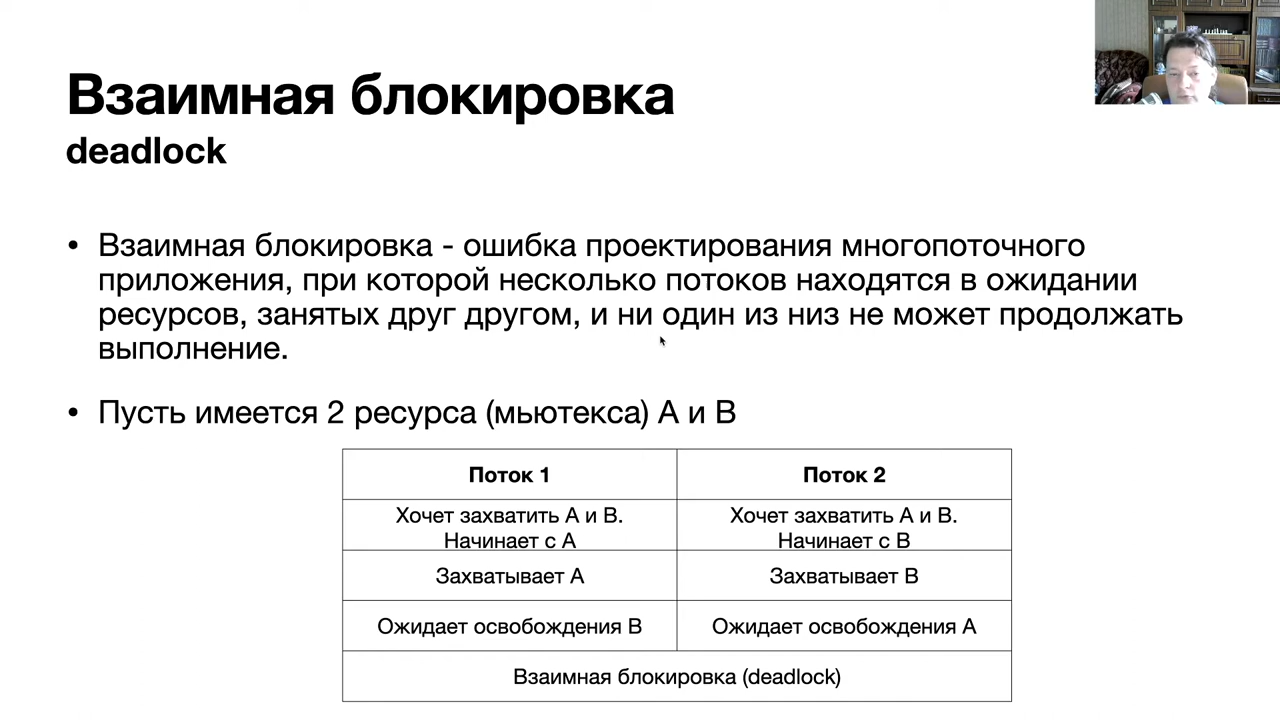 Взаимная блокировка
deadlock
• Взаимная блокировка - ошибка проектирования многопоточного
приложения, при которой несколько потоков находятся в ожидании
ресурсов, занятых друг другом, и ни один из низ не может продолжать
выполнение.
• Пусть имеется 2 ресурса (мьютекса) A и B
Поток 1
Поток 2
Хочет захватить A и B.
Начинает с A
Хочет захватить A и B.
Начинает с B
Захватывает A
Захватывает B
Ожидает освобождения B
Ожидает освобождения A
Взаимная блокировка (deadlock)